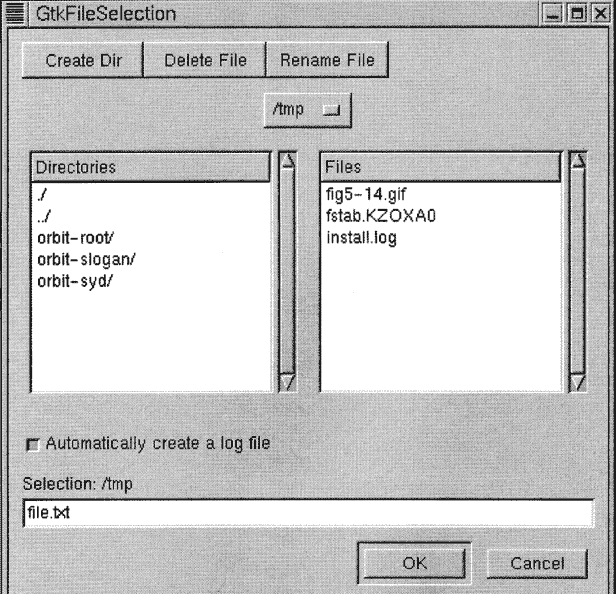 GtkFileSelection
Create Dir Delete File Rename File
/tmp
Directories
./
../
orbit-root/
orbit-slogan/
orbit-syd/
Files
fig5-14.gif
fstab.KZOXA0
install.log
Automatically create a log file
Selection: /tmp
file.txt
OK Cancel